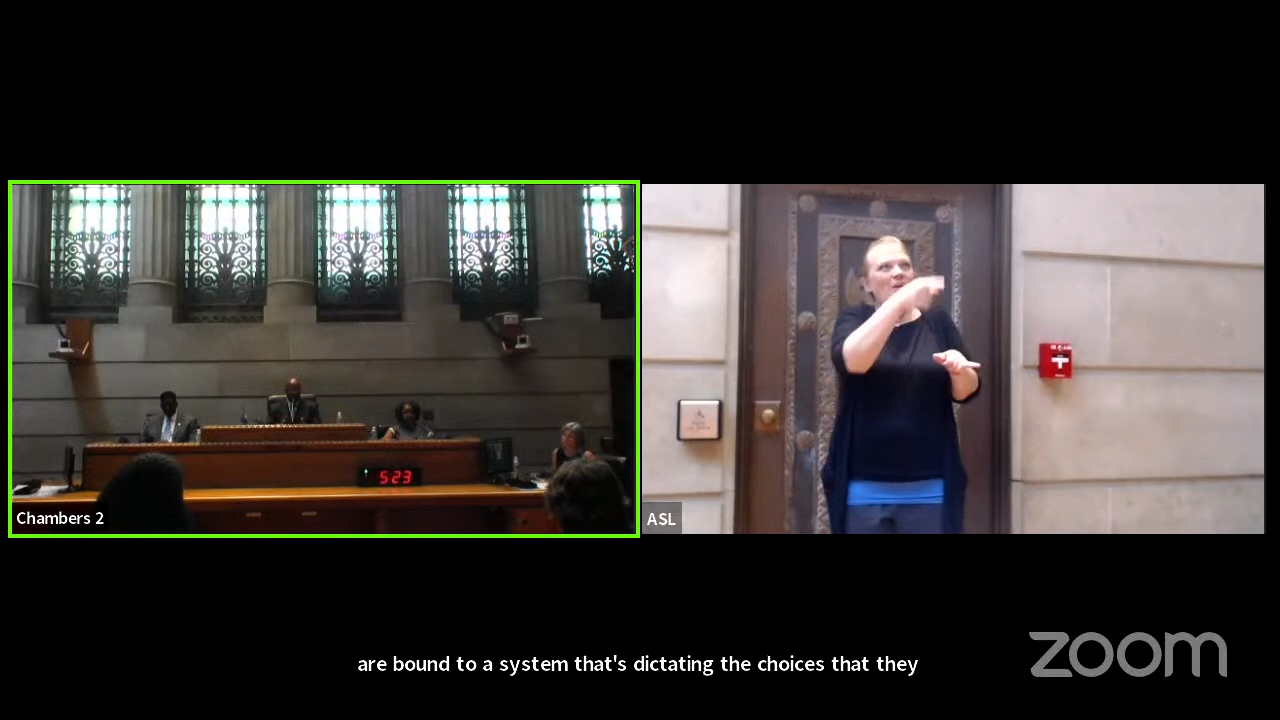 5:23
Chambers 2
ASL
are bound to a system that's dictating the choices that they
zoom